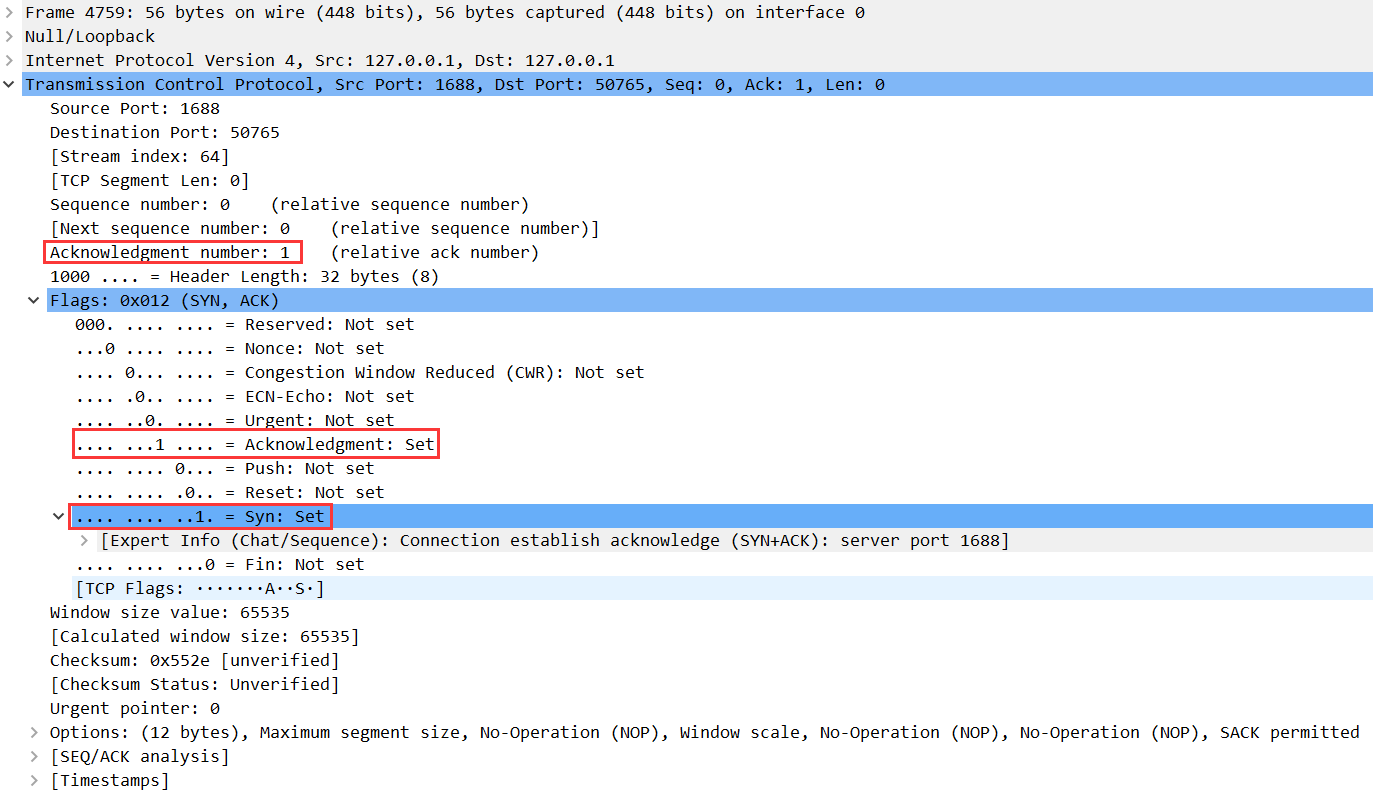 Frame 4759: 56 bytes on wire (448 bits), 56 bytes captured (448 bits) on interface 0
Null/Loopback
Internet Protocol Version 4, Src: 127.0.0.1, Dst: 127.0.0.1
Transmission Control Protocol, Src Port: 1688, Dst Port: 50765, Seq: 0, Ack: 1, Len: 0
Source Port: 1688
Destination Port: 50765
[Stream index: 64]
[TCP Segment Len: 0]
Sequence number: 0    (relative sequence number)
[Next sequence number: 0    (relative sequence number)]
Acknowledgment number: 1    (relative ack number)
1000 .... = Header Length: 32 bytes (8)
Flags: 0x012 (SYN, ACK)
000. .... .... = Reserved: Not set
...0 .... .... = Nonce: Not set
.... 0... .... = Congestion Window Reduced (CWR): Not set
.... .0.. .... = ECN-Echo: Not set
.... ..0. .... = Urgent: Not set
.... ...1 .... = Acknowledgment: Set
.... .... 0... = Push: Not set
.... .... .0.. = Reset: Not set
.... .... ..1. = Syn: Set
[Expert Info (Chat/Sequence): Connection establish acknowledge (SYN+ACK): server port 1688]
.... .... ...0 = Fin: Not set
[TCP Flags: ·······A··S·]
Window size value: 65535
[Calculated window size: 65535]
Checksum: 0x552e [unverified]
[Checksum Status: Unverified]
Urgent pointer: 0
Options: (12 bytes), Maximum segment size, No-Operation (NOP), Window scale, No-Operation (NOP), No-Operation (NOP), SACK permitted
[SEQ/ACK analysis]
[Timestamps]